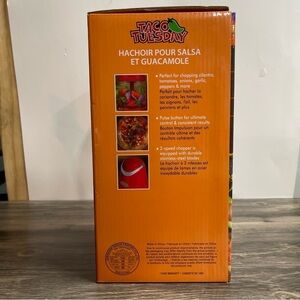 TACO
TUESDAY
HACHOIR POUR SALSA
ET GUACAMOLE
• Perfect for chopping cilantro,
tomatoes, onions, garlic,
peppers & more
Parfait pour hacher la
coriandre, les tomates,
les oignons, l'ail, les
poivrons et plus
• Pulse button for ultimate
control & consistent results
Bouton impulsion pour un
contrôle ultime et des
résultats cohérents
• 2-speed chopper is
equipped with durable
stainless-steel blades
Le hachoir à 2 vitesses est
équipé de lames en acier
inoxydable durables